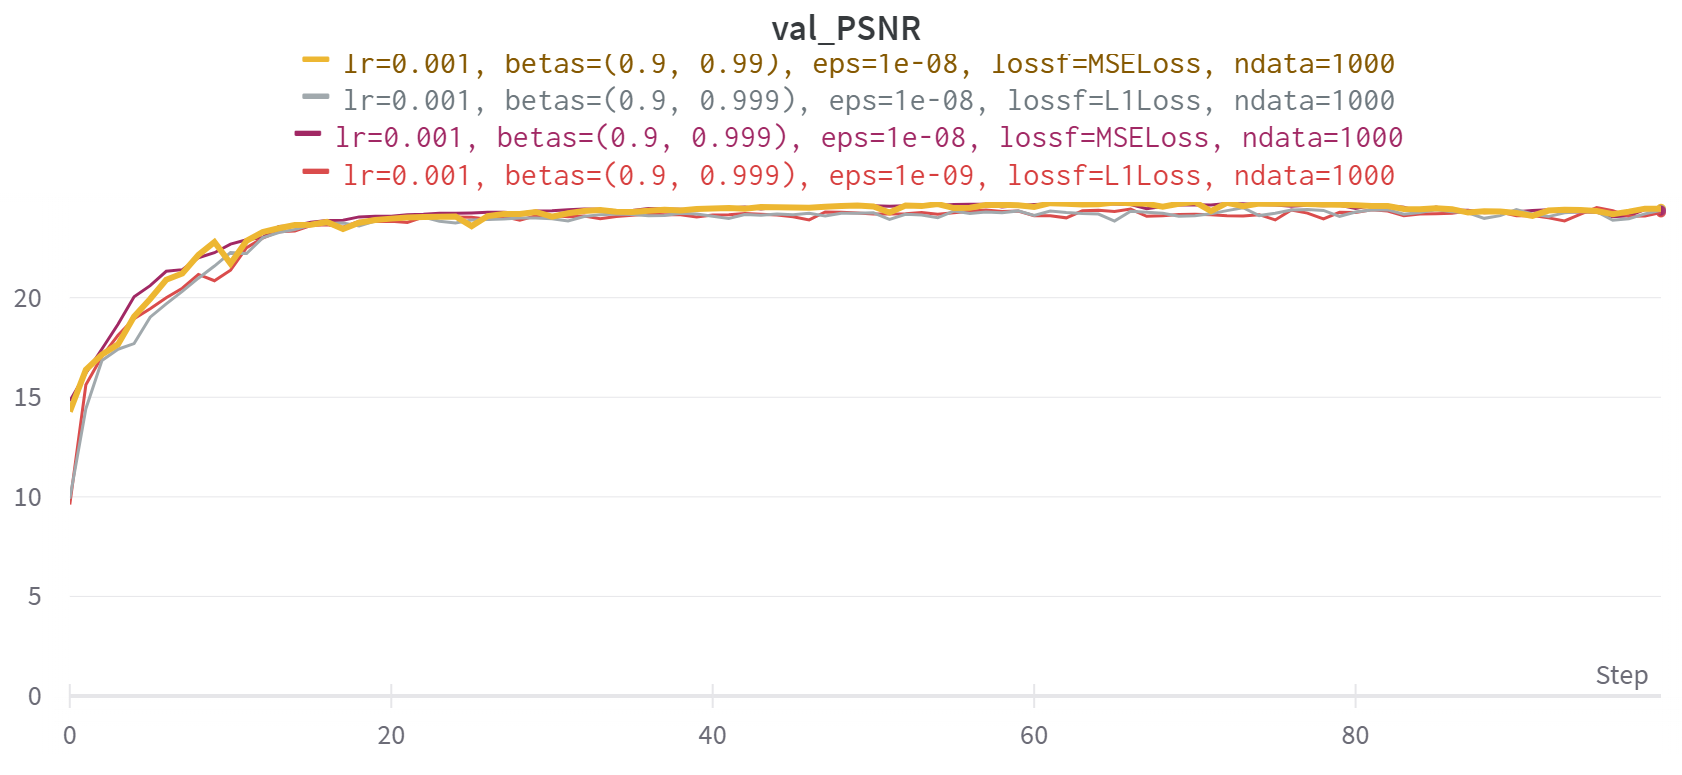 val_PSNR
lr=0.001, betas=(0.9, 0.99), eps=1e-08, lossf=MSELoss, ndata=1000
lr=0.001, betas=(0.9, 0.999), eps=1e-08, lossf=L1Loss, ndata=1000
lr=0.001, betas=(0.9, 0.999), eps=1e-08, lossf=MSELoss, ndata=1000
lr=0.001, betas=(0.9, 0.999), eps=1e-09, lossf=L1Loss, ndata=1000
20
15
10
5
Step
0
0 20 40 60 80